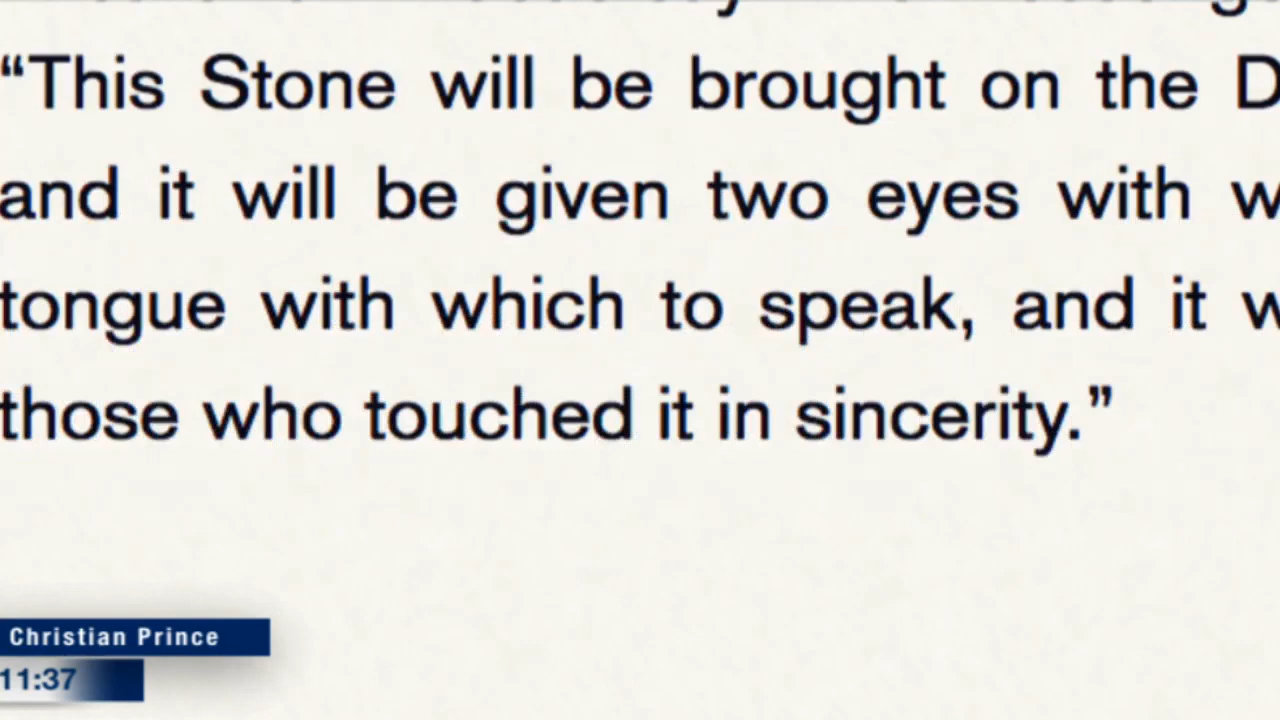 “This Stone will be brought on the
and it will be given two eyes with
tongue with which to speak, and it
those who touched it in sincerity.”
Christian Prince
11:37